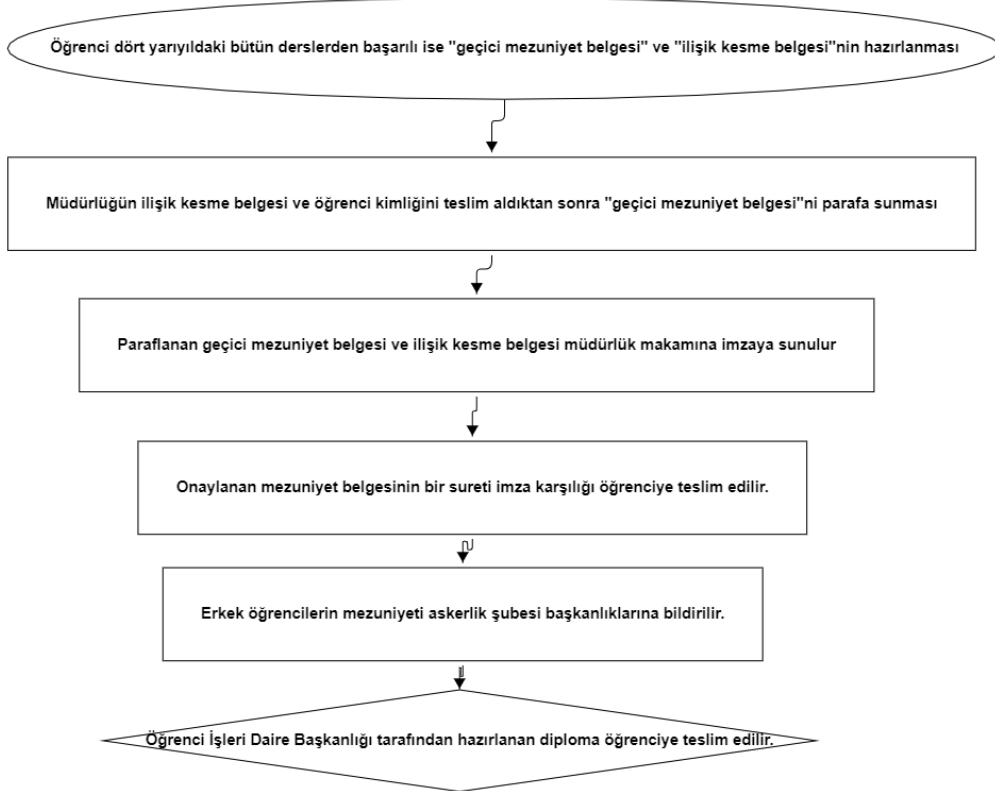 Öğrenci dört yarıyıldaki bütün derslerden başarılı ise "geçici mezuniyet belgesi" ve "ilişik kesme belgesi"nin hazırlanması
Müdürlüğün ilişik kesme belgesi ve öğrenci kimliğini teslim aldıktan sonra "geçici mezuniyet belgesi"ni parafa sunması
Paraflanan geçici mezuniyet belgesi ve ilişik kesme belgesi müdürlük makamına imzaya sunulur
Onaylanan mezuniyet belgesinin bir sureti imza karşılığı öğrenciye teslim edilir.
Erkek öğrencilerin mezuniyeti askerlik şubesi başkanlıklarına bildirilir.
Öğrenci İşleri Daire Başkanlığı tarafından hazırlanan diploma öğrenciye teslim edilir.